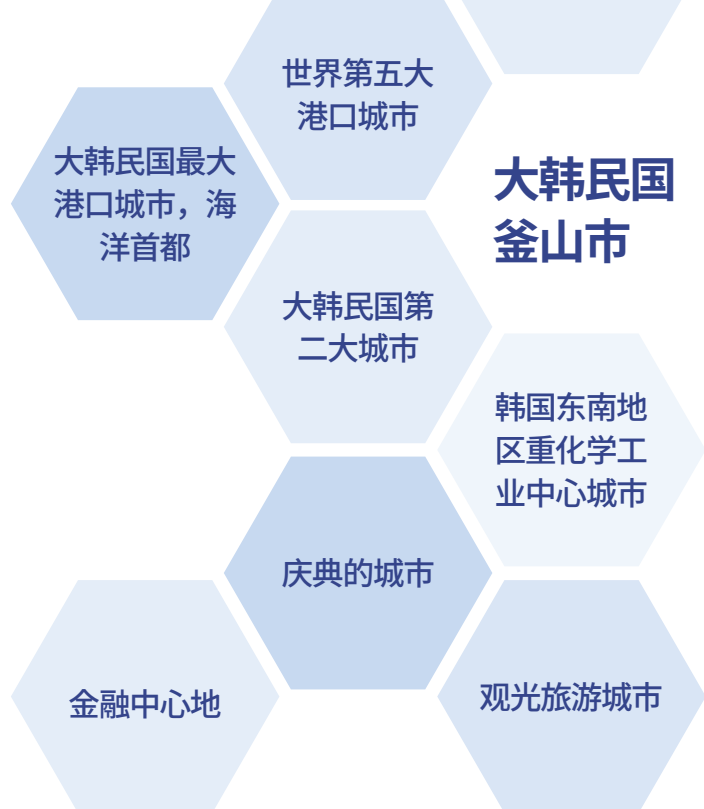 世界第五大
港口城市
大韩民国最大
港口城市，海
洋首都
大韩民国
釜山市
大韩民国第
二大城市
韩国东南地
区重化学工
业中心城市
庆典的城市
金融中心地
观光旅游城市